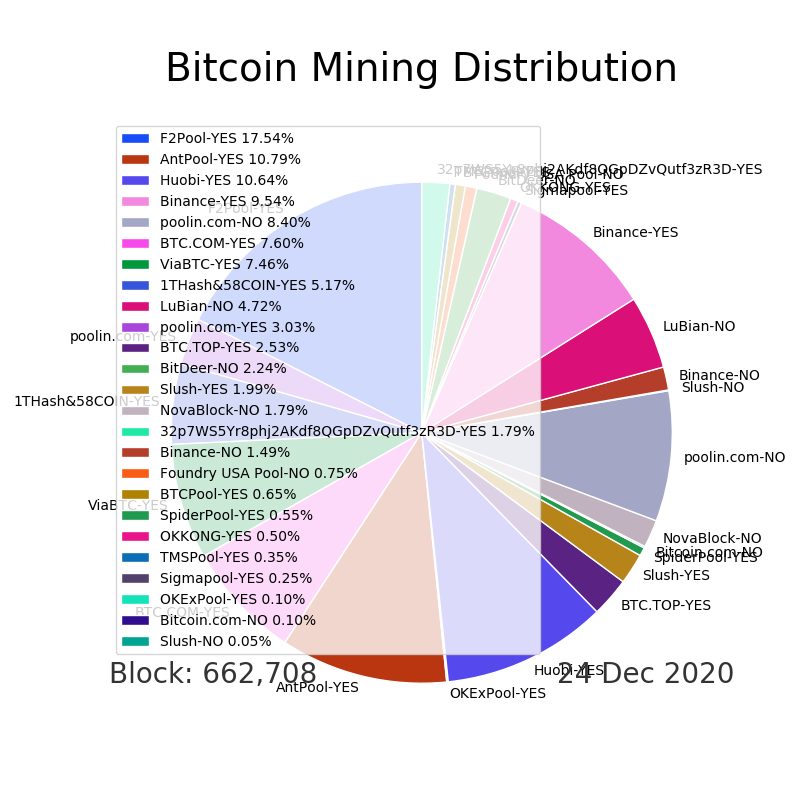 Bitcoin Mining Distribution
F2Pool-YES 17.54%
AntPool-YES 10.79%
Huobi-YES 10.64%
Binance-YES 9.54%
poolin.com-NO 8.40%
BTC.COM-YES 7.60%
ViaBTC-YES 7.46%
1THash&58COIN-YES 5.17%
LuBian-NO 4.72%
poolin.com-YES 3.03%
BTC.TOP-YES 2.53%
BitDeer-NO 2.24%
Slush-YES 1.99%
NovaBlock-NO 1.79%
32p7WS5Yr8phj2AKdf8QGpDZvQutf3zR3D-YES 1.79%
Binance-NO 1.49%
Foundry USA Pool-NO 0.75%
BTCPool-YES 0.65%
SpiderPool-YES 0.55%
OKKONG-YES 0.50%
TMSPool-YES 0.35%
Sigmapool-YES 0.25%
OKExPool-YES 0.10%
Bitcoin.com-NO 0.10%
Slush-NO 0.05%
32p7WS5Yr8phj2AKdf8QGpDZvQutf3zR3D-YES
BitDeer-NO
OKKONG-YES
Sigmapool-YES
Binance-YES
LuBian-NO
Binance-NO
Slush-NO
poolin.com-NO
NovaBlock-NO
Bitcoin.com-NO
SpiderPool-YES
Slush-YES
BTC.TOP-YES
Huobi-YES
OKExPool-YES
AntPool-YES
BTC.COM-YES
ViaBTC-YES
1THash&58COIN-YES
poolin.com-YES
F2Pool-YES
Block: 662,708
24 Dec 2020